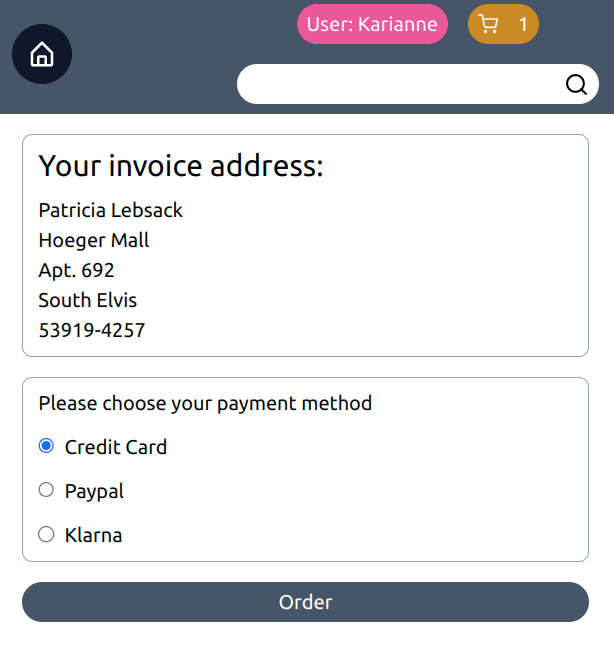 User: Karianne
1
Your invoice address:
Patricia Lebsack
Hoeger Mall
Apt. 692
South Elvis
53919-4257
Please choose your payment method
Credit Card
Paypal
Klarna
Order